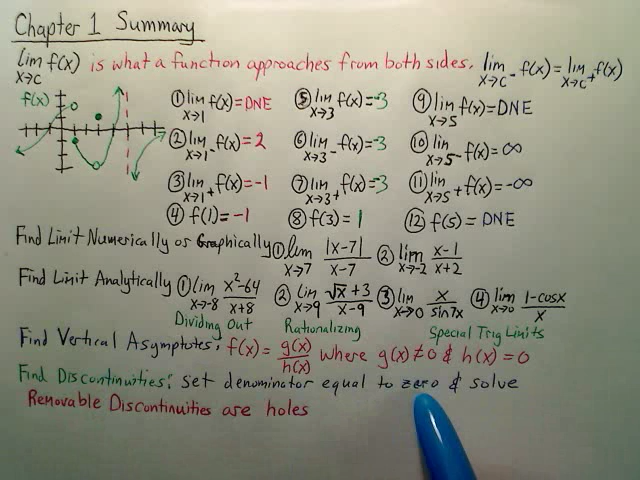 Chapter 1 Summary
lim x→c f(x) is what a function approaches from both sides. lim x→c⁻ f(x) = lim x→c⁺ f(x)
f(x)
① lim x→1 f(x) = DNE ⑤ lim x→3 f(x) = -3 ⑨ lim x→5 f(x) = DNE
② lim x→1⁻ f(x) = 2 ⑥ lim x→3⁻ f(x) = -3 ⑩ lim x→5⁻ f(x) = ∞
③ lim x→1⁺ f(x) = -1 ⑦ lim x→3⁺ f(x) = -3 ⑪ lim x→5⁺ f(x) = -∞
④ f(1) = -1 ⑧ f(3) = 1 ⑫ f(5) = DNE
Find Limit Numerically or Graphically ① lim x→7 |x-7|/x-7 ② lim x→-2 x-1/x+2
Find Limit Analytically ① lim x→-8 x²-64/x+8 ② lim x→9 √x+3/x-9 ③ lim x→0 x/sin7x ④ lim x→0 1-cosx/x
Dividing Out Rationalizing Special Trig Limits
Find Vertical Asymptotes: f(x) = g(x)/h(x) where g(x) ≠ 0 & h(x) = 0
Find Discontinuities: set denominator equal to zero & solve
Removable Discontinuities are holes